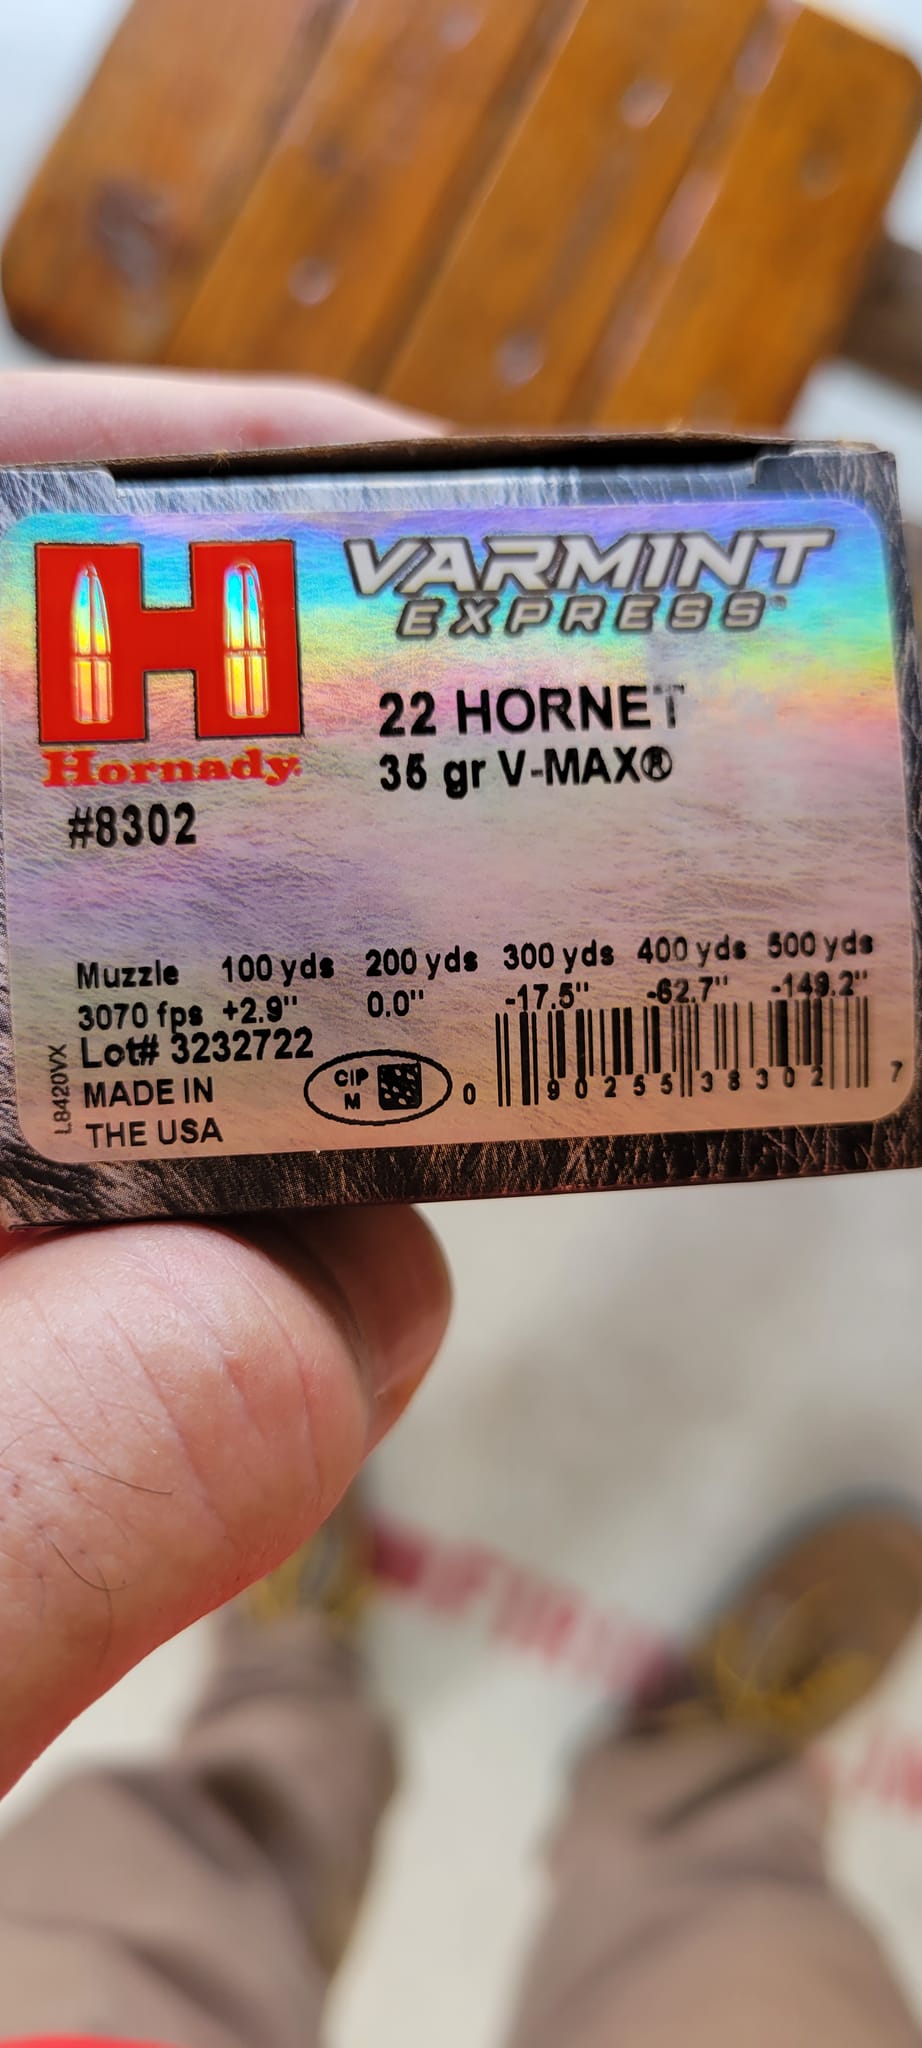 VARMINT
EXPRESS®
22 HORNET
35 gr V-MAX®
Hornady
#8302
Muzzle 100 yds 200 yds 300 yds 400 yds 500 yds
3070 fps +2.9" 0.0" -17.5" -62.7" -149.2"
Lot# 3232722
MADE IN
THE USA
L8420VX
CIP
M
0 90255 38302 7